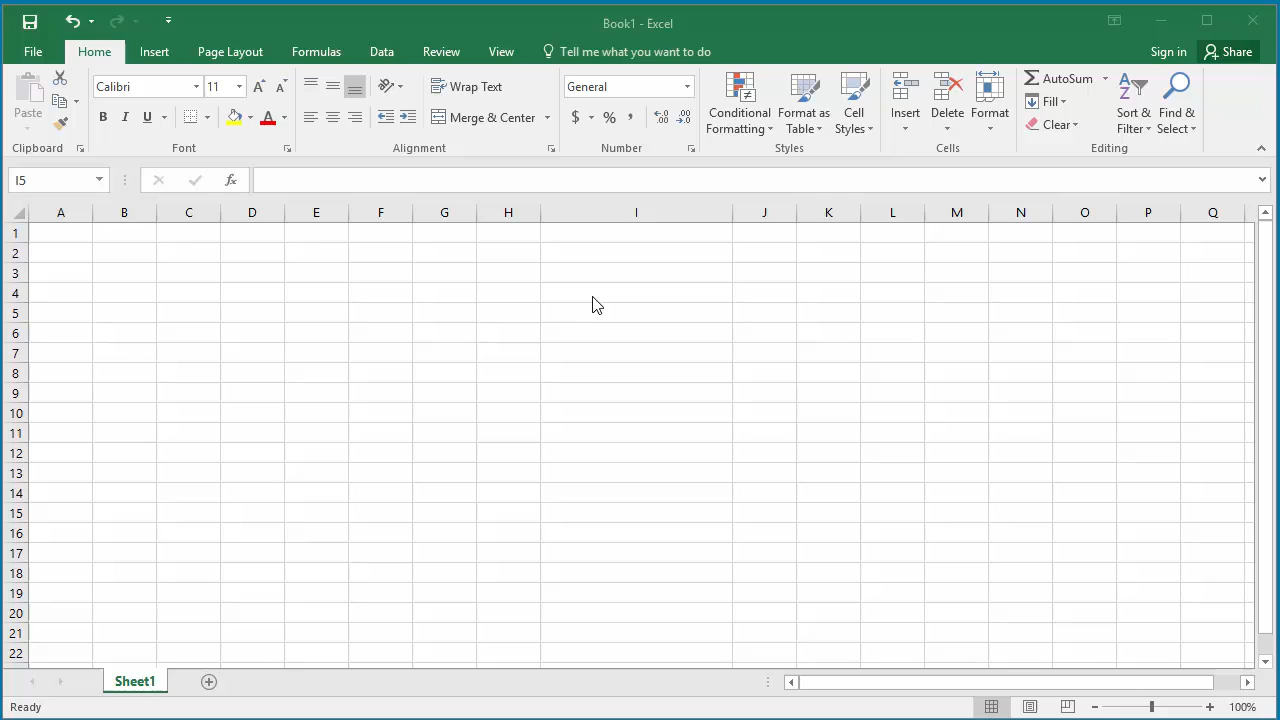 Book1 - Excel
File Home Insert Page Layout Formulas Data Review View Tell me what you want to do Sign in Share
Paste
Clipboard
Calibri 11
B I U A
Font
Wrap Text
Merge & Center
Alignment
General
$ % ,
Number
Conditional Formatting
Format as Table
Cell Styles
Styles
Insert Delete Format
Cells
AutoSum
Fill
Clear
Sort & Filter
Find & Select
Editing
I5 fx
A B C D E F G H I J K L M N O P Q
1
2
3
4
5
6
7
8
9
10
11
12
13
14
15
16
17
18
19
20
21
22
Sheet1
Ready 100%